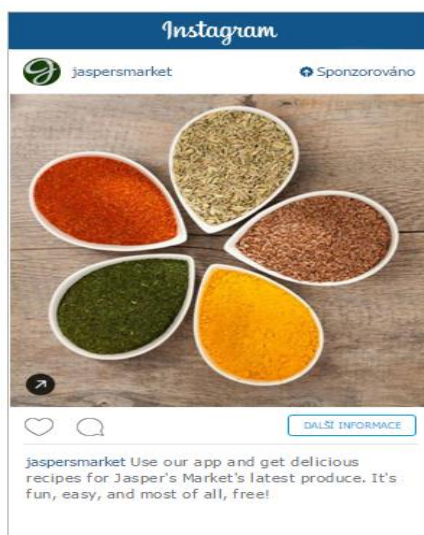 Instagram
jaspersmarket
Sponzorováno
DALŠÍ INFORMACE
jaspersmarket Use our app and get delicious
recipes for Jasper's Market's latest produce. It's
fun, easy, and most of all, free!